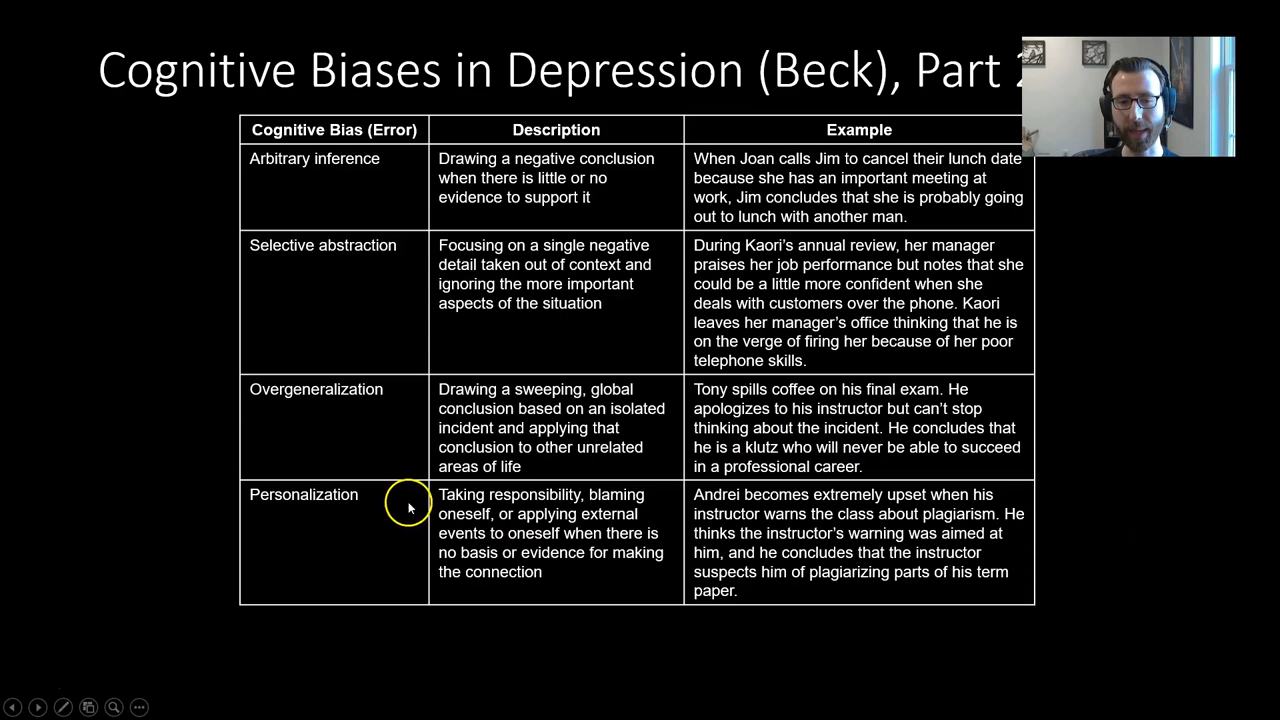 Cognitive Biases in Depression (Beck), Part
Cognitive Bias (Error)
Description
Example
Arbitrary inference
Drawing a negative conclusion
when there is little or no
evidence to support it
When Joan calls Jim to cancel their lunch date
because she has an important meeting at
work, Jim concludes that she is probably going
out to lunch with another man.
Selective abstraction
Focusing on a single negative
detail taken out of context and
ignoring the more important
aspects of the situation
During Kaori’s annual review, her manager
praises her job performance but notes that she
could be a little more confident when she
deals with customers over the phone. Kaori
leaves her manager’s office thinking that he is
on the verge of firing her because of her poor
telephone skills.
Overgeneralization
Drawing a sweeping, global
conclusion based on an isolated
incident and applying that
conclusion to other unrelated
areas of life
Tony spills coffee on his final exam. He
apologizes to his instructor but can’t stop
thinking about the incident. He concludes that
he is a klutz who will never be able to succeed
in a professional career.
Personalization
Taking responsibility, blaming
oneself, or applying external
events to oneself when there is
no basis or evidence for making
the connection
Andrei becomes extremely upset when his
instructor warns the class about plagiarism. He
thinks the instructor’s warning was aimed at
him, and he concludes that the instructor
suspects him of plagiarizing parts of his term
paper.